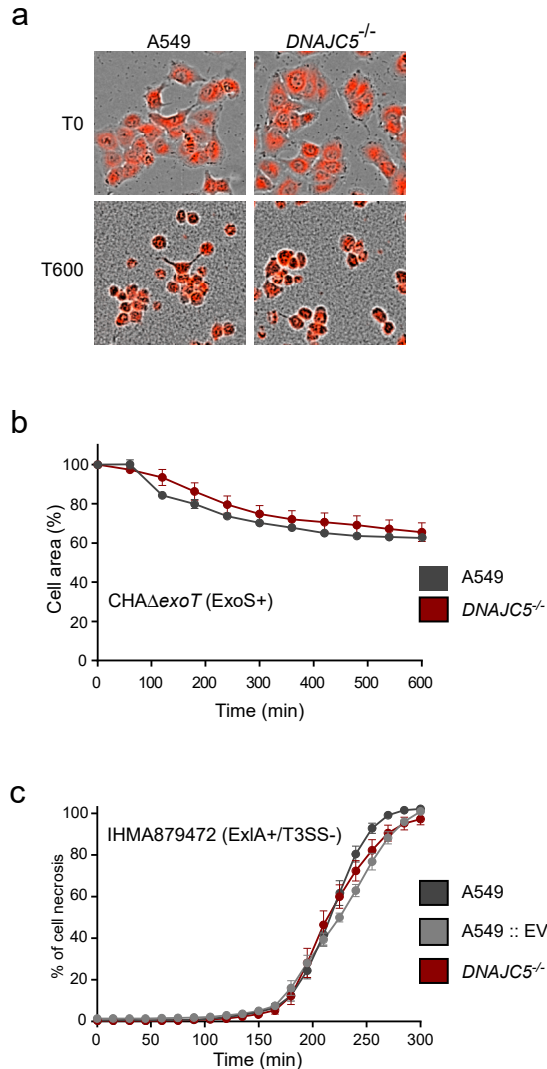 a
A549 DNAJC5-/-
T0
T600
b
100
80
60
40
20
0
Cell area (%)
CHAΔexoT (ExoS+)
0 100 200 300 400 500 600
Time (min)
A549
DNAJC5-/-
c
100
80
60
40
20
0
% of cell necrosis
IHMA879472 (ExlA+/T3SS-)
0 50 100 150 200 250 300
Time (min)
A549
A549 :: EV
DNAJC5-/-